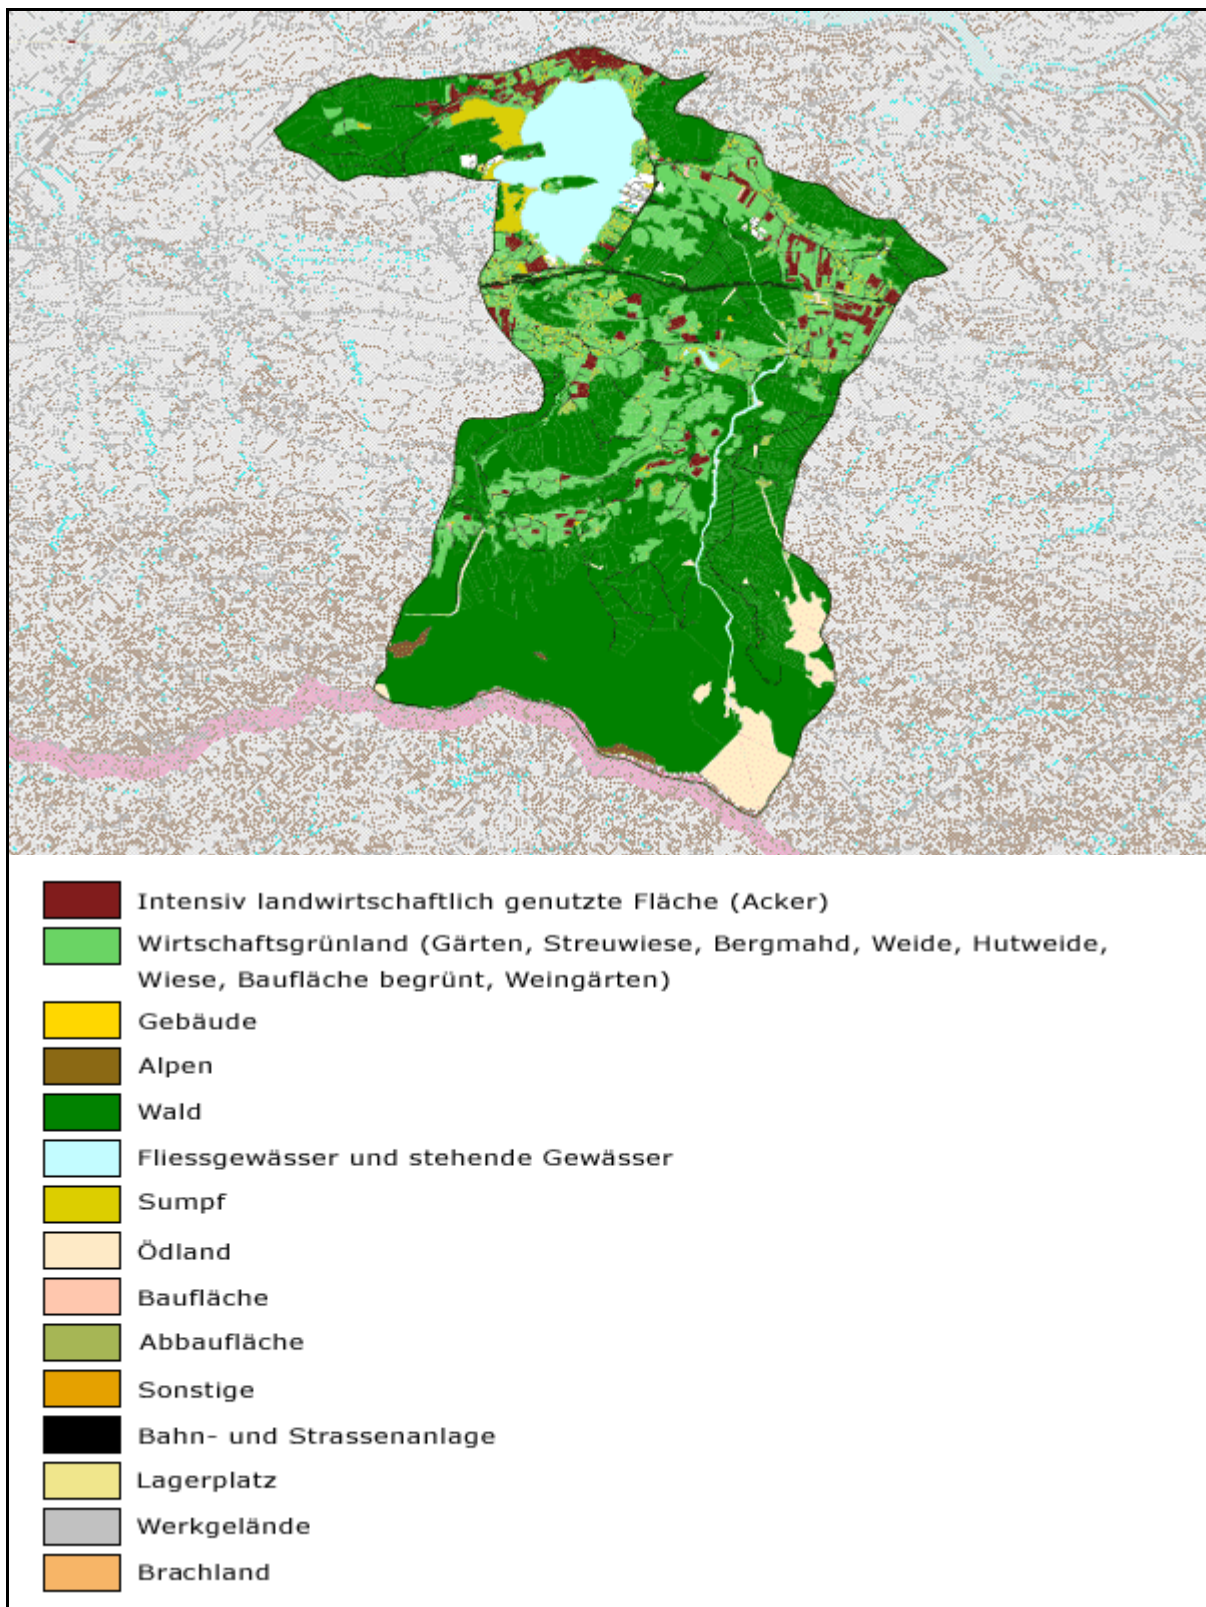 Intensiv landwirtschaftlich genutzte Fläche (Acker)
Wirtschaftsgrünland (Gärten, Streuwiese, Bergmahd, Weide, Hutweide,
Wiese, Baufläche begrünt, Weingärten)
Gebäude
Alpen
Wald
Fliessgewässer und stehende Gewässer
Sumpf
Ödland
Baufläche
Abbaufläche
Sonstige
Bahn- und Strassenanlage
Lagerplatz
Werkgelände
Brachland